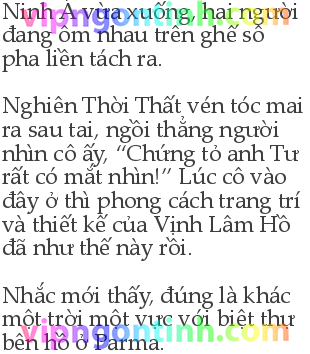 Ninh A vừa xuống, hai người
đang ôm nhau trên ghế sô
pha liền tách ra.
Nghiên Thời Thất vén tóc mai
ra sau tai, ngồi thẳng người
nhìn cô ấy, “Chứng tỏ anh Tư
rất có mắt nhìn!” Lúc cô vào
đây ở thì phong cách trang trí
và thiết kế của Vịnh Lâm Hồ
đã như thế này rồi.
Nhắc mới thấy, đúng là khác
một trời một vực với biệt thự
bên hồ ở Parma.
vipngontinh.com
vipngontinh.com